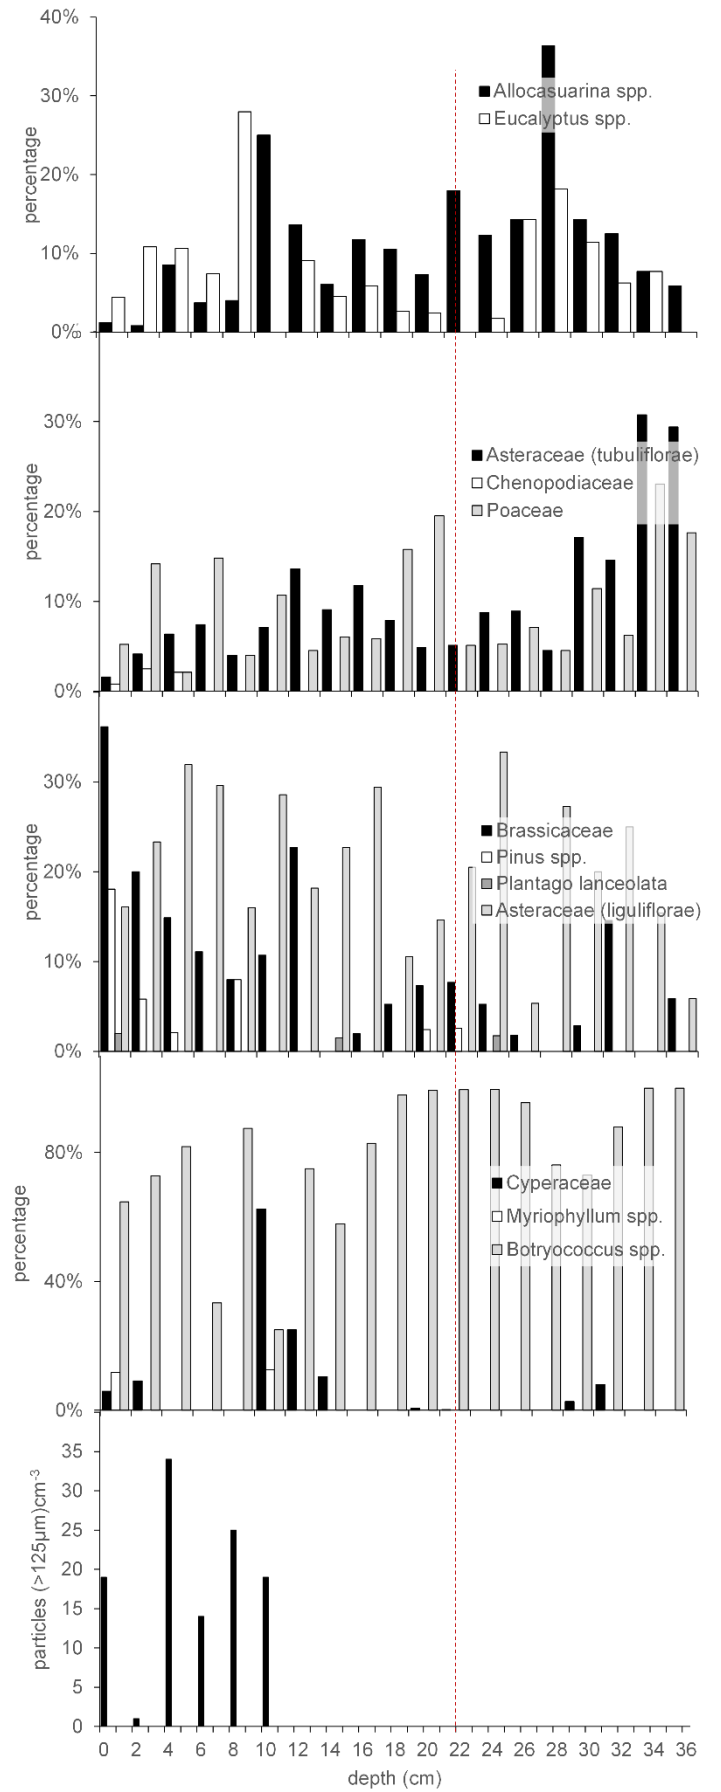 40%
30%
20%
10%
0%
percentage
Allocasuarina spp.
Eucalyptus spp.
30%
20%
10%
0%
percentage
Asteraceae (tubuliflorae)
Chenopodiaceae
Poaceae
30%
20%
10%
0%
percentage
Brassicaceae
Pinus spp.
Plantago lanceolata
Asteraceae (liguliflorae)
80%
40%
0%
percentage
Cyperaceae
Myriophyllum spp.
Botryococcus spp.
35
30
25
20
15
10
5
0
particles (>125µm)cm⁻³
0 2 4 6 8 10 12 14 16 18 20 22 24 26 28 30 32 34 36
depth (cm)